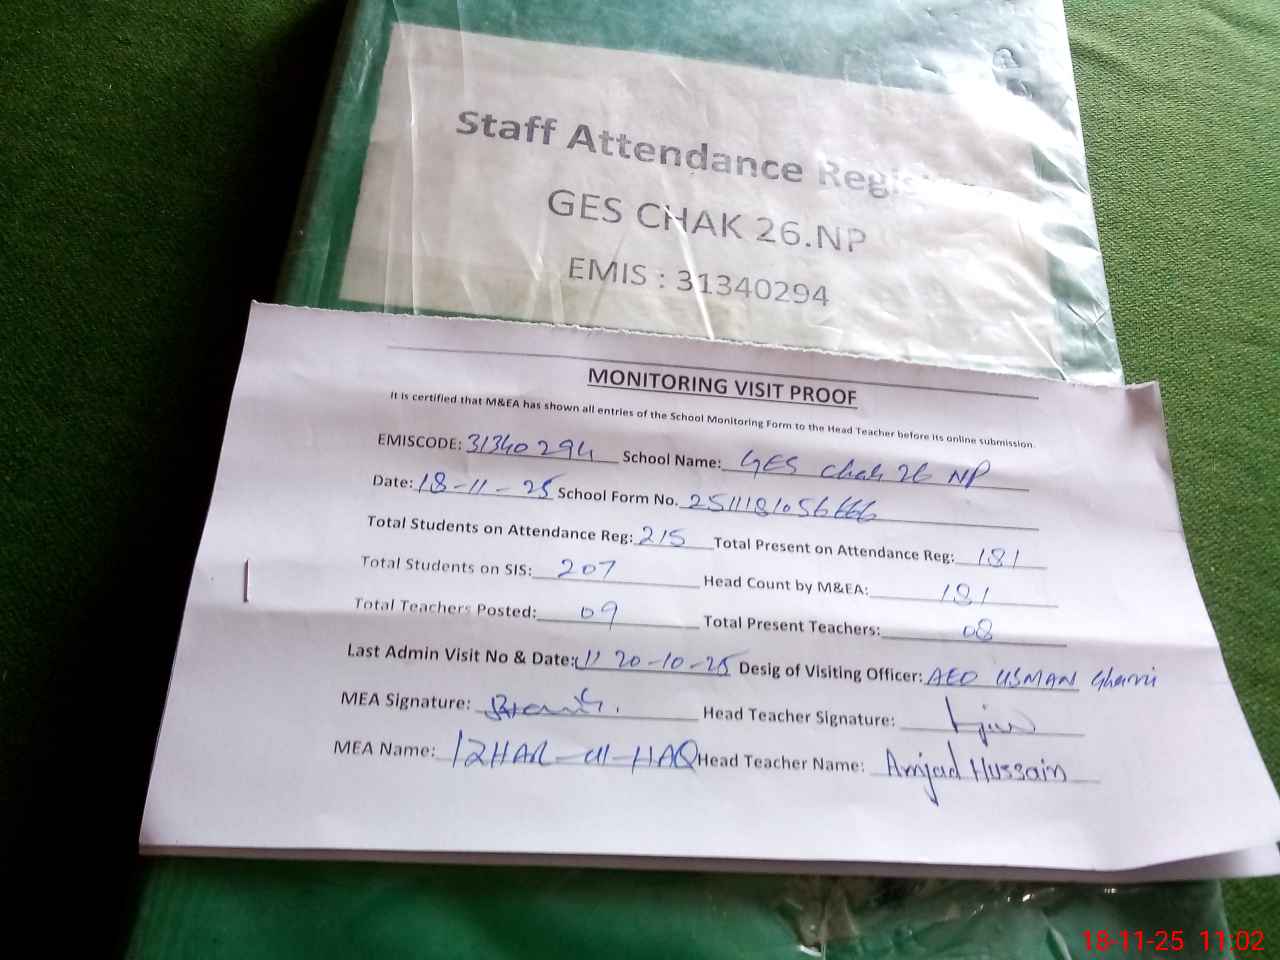 Staff Attendance Register
GES CHAK 26.NP
EMIS : 31340294
MONITORING VISIT PROOF
It is certified that M&EA has shown all entries of the School Monitoring Form to the Head Teacher before its online submission.
EMISCODE: 31340294 School Name: GES Chak 26 NP
Date: 18-11-25 School Form No. 2511181056666
Total Students on Attendance Reg: 215 Total Present on Attendance Reg: 181
Total Students on SIS: 207 Head Count by M&EA: 181
Total Teachers Posted: 09 Total Present Teachers: 08
Last Admin Visit No & Date: 20-10-25 Desig of Visiting Officer: AEO USMAN
MEA Signature: Head Teacher Signature:
MEA Name: IZHAR-ul-HAQ Head Teacher Name: Amjad Hussain
18-11-25 11:02